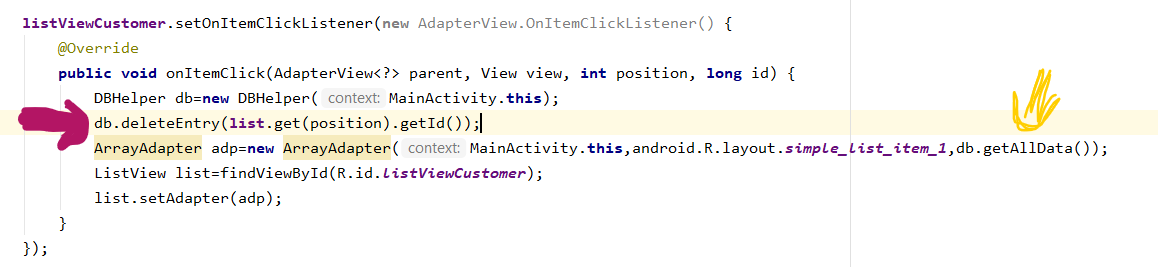 listViewCustomer.setOnItemClickListener(new AdapterView.OnItemClickListener() {
@Override
public void onItemClick(AdapterView<?> parent, View view, int position, long id) {
DBHelper db=new DBHelper( context: MainActivity.this);
db.deleteEntry(list.get(position).getId());
ArrayAdapter adp=new ArrayAdapter( context: MainActivity.this,android.R.layout.simple_list_item_1,db.getAllData());
ListView list=findViewById(R.id.listViewCustomer);
list.setAdapter(adp);
}
});